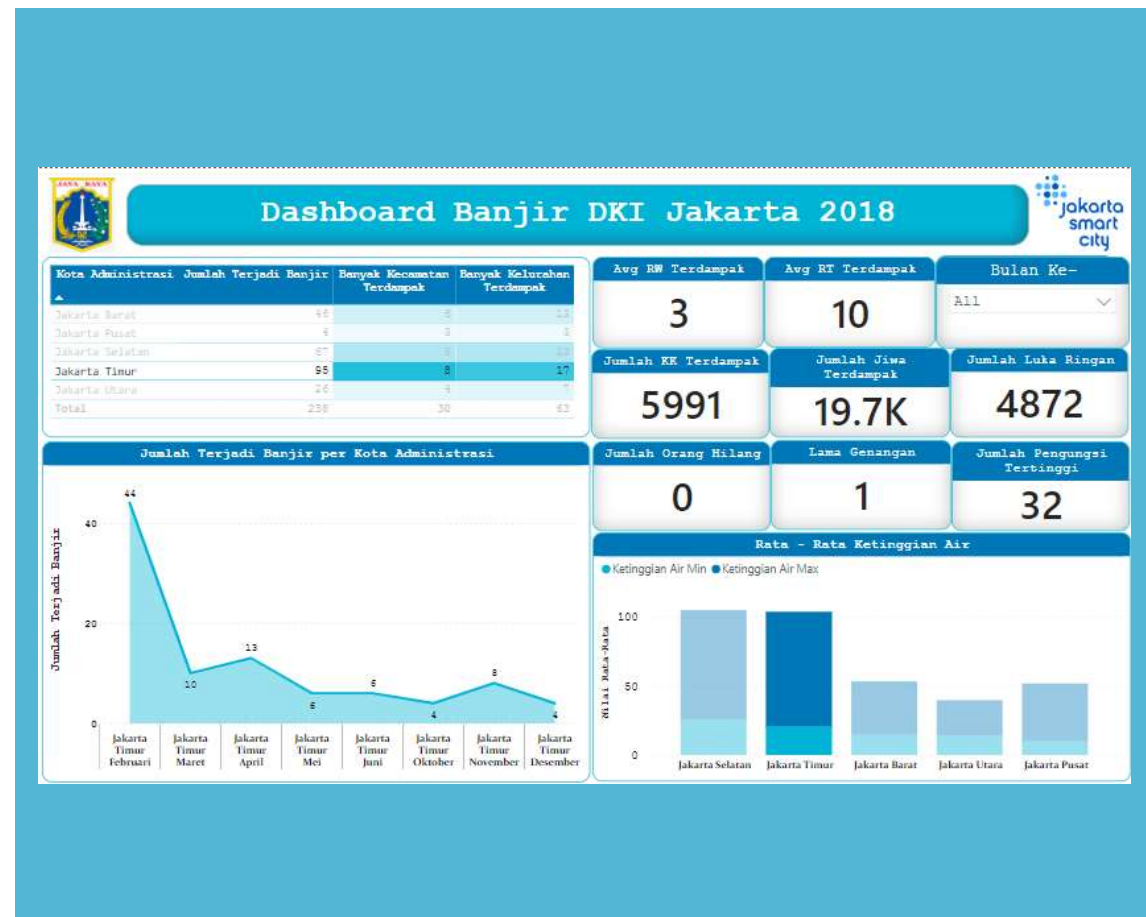 JAYA RAYA
Dashboard Banjir DKI Jakarta 2018
jakarta
smart
city
Kota Administrasi Jumlah Terjadi Banjir Banyak Kecamatan Terdampak Banyak Kelurahan Terdampak
Jakarta Barat
Jakarta Pusat
Jakarta Selatan
Jakarta Timur 95 8 17
Jakarta Utara 26 4 7
Total 30
Avg RW Terdampak
3
Avg RT Terdampak
10
Bulan Ke-
All
Jumlah KK Terdampak
5991
Jumlah Jiwa
Terdampak
19.7K
Jumlah Luka Ringan
4872
Jumlah Orang Hilang
0
Lama Genangan
1
Jumlah Pengungsi
Tertinggi
32
Jumlah Terjadi Banjir per Kota Administrasi
Jumlah Terjadi Banjir
40
20
0
44
10
13
6
6
4
8
4
Jakarta Timur Februari
Jakarta Timur Maret
Jakarta Timur April
Jakarta Timur Mei
Jakarta Timur Juni
Jakarta Timur Oktober
Jakarta Timur November
Jakarta Timur Desember
Rata - Rata Ketinggian Air
Ketinggian Air Min Ketinggian Air Max
Nilai Rata-Rata
100
50
0
Jakarta Selatan Jakarta Timur Jakarta Barat Jakarta Utara Jakarta Pusat